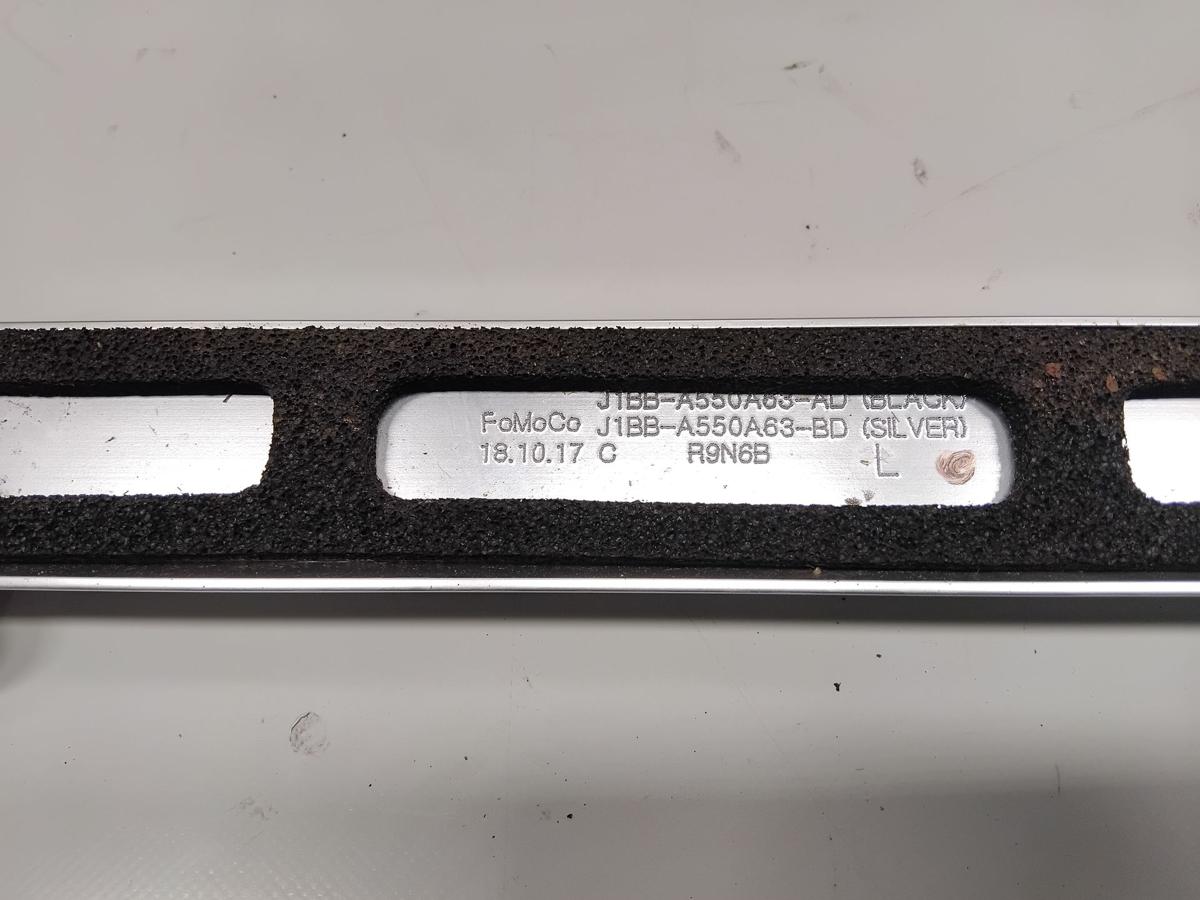 J1BB-A550A63-AD (BLACK)
FoMoCo J1BB-A550A63-BD (SILVER)
18.10.17 C R9N6B L